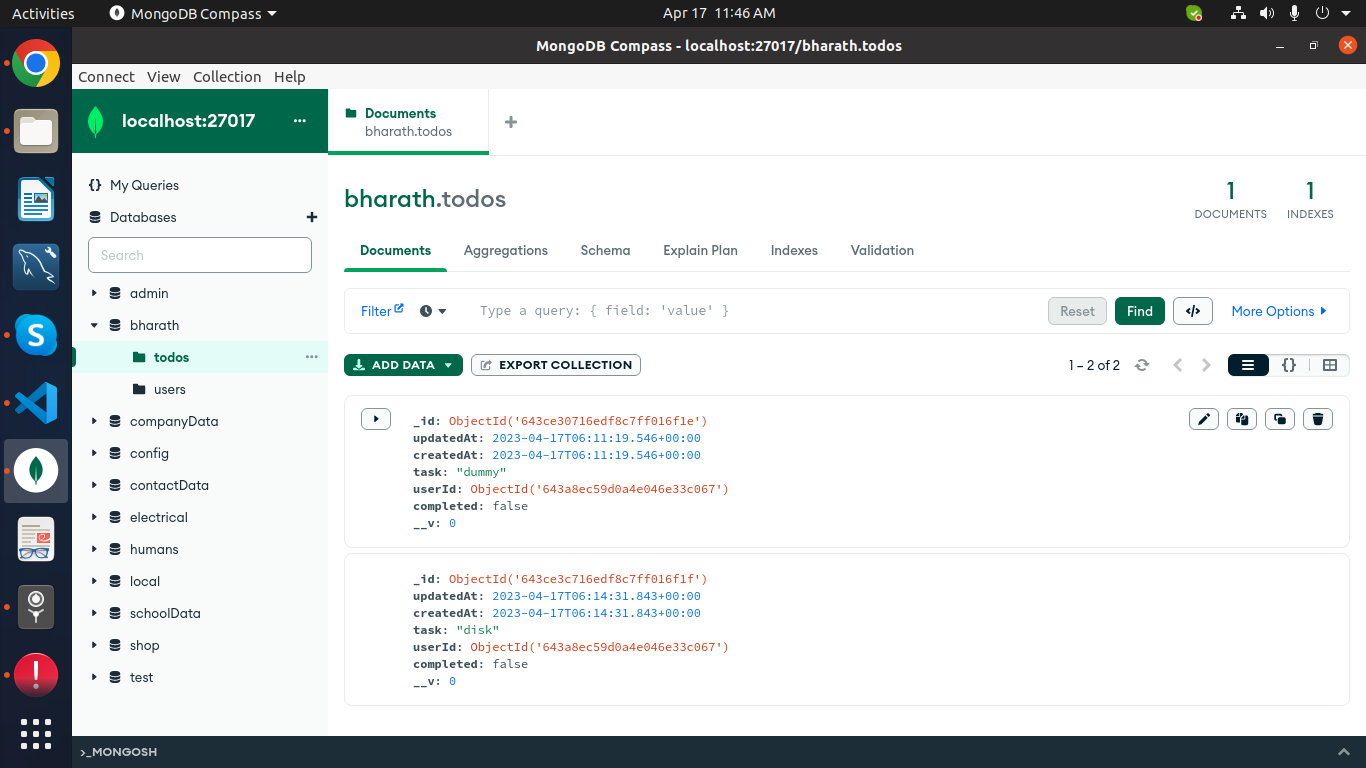 Activities
MongoDB Compass
Apr 17 11:46 AM
MongoDB Compass - localhost:27017/bharath.todos
Connect View Collection Help
localhost:27017
...
Documents
bharath.todos
+
{} My Queries
Databases
+
Search
admin
bharath
todos
...
users
companyData
config
contactData
electrical
humans
local
schoolData
shop
test
bharath.todos
1
DOCUMENTS
1
INDEXES
Documents Aggregations Schema Explain Plan Indexes Validation
Filter
Type a query: { field: 'value' }
Reset
Find
</>
More Options
ADD DATA
EXPORT COLLECTION
1 – 2 of 2
{}
_id: ObjectId('643ce30716edf8c7ff016f1e')
updatedAt: 2023-04-17T06:11:19.546+00:00
createdAt: 2023-04-17T06:11:19.546+00:00
task: "dummy"
userId: ObjectId('643a8ec59d0a4e046e33c067')
completed: false
__v: 0
_id: ObjectId('643ce3c716edf8c7ff016f1f')
updatedAt: 2023-04-17T06:14:31.843+00:00
createdAt: 2023-04-17T06:14:31.843+00:00
task: "disk"
userId: ObjectId('643a8ec59d0a4e046e33c067')
completed: false
__v: 0
>_MONGOSH